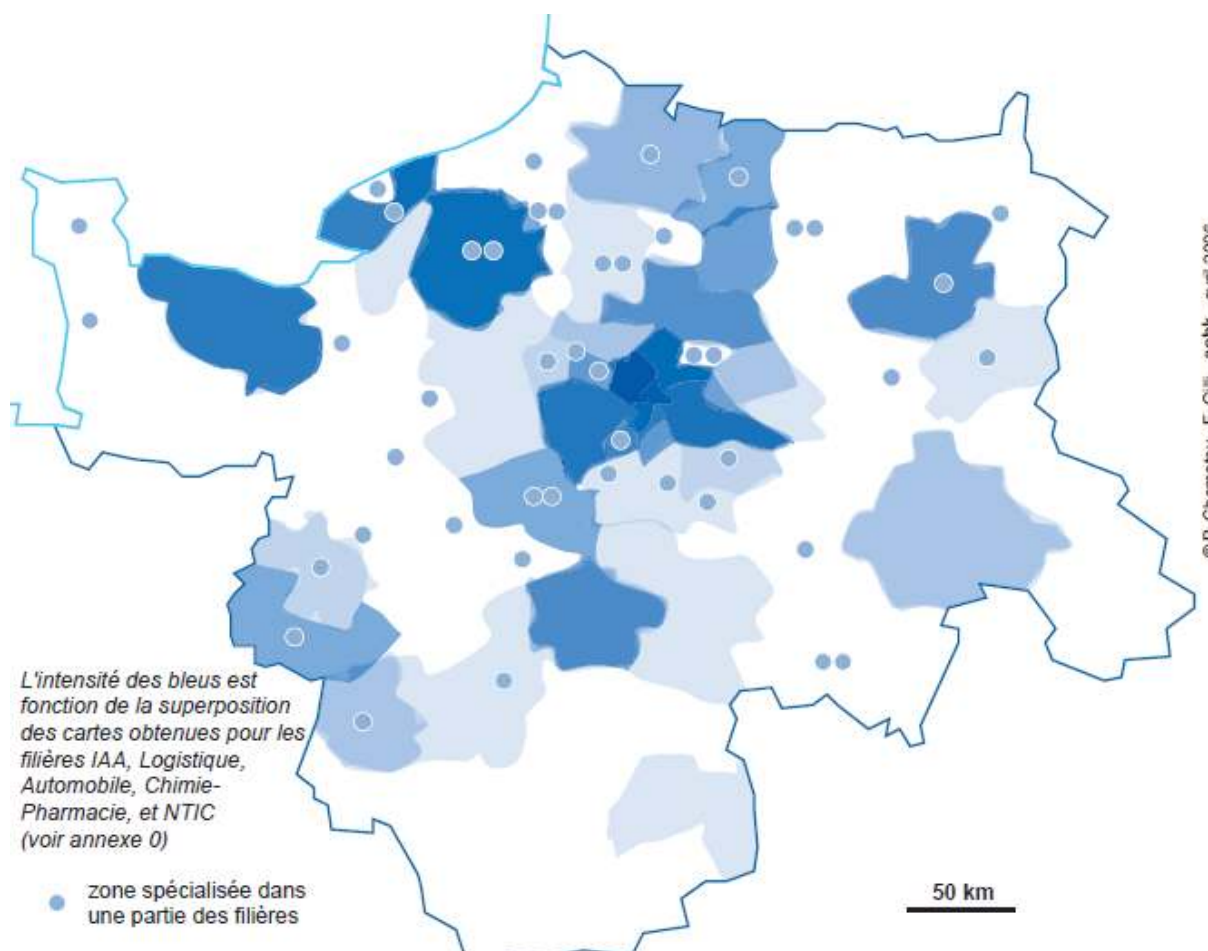 L'intensité des bleus est
fonction de la superposition
des cartes obtenues pour les
filières IAA, Logistique,
Automobile, Chimie-
Pharmacie, et NTIC
(voir annexe 0)
zone spécialisée dans
une partie des filières
50 km